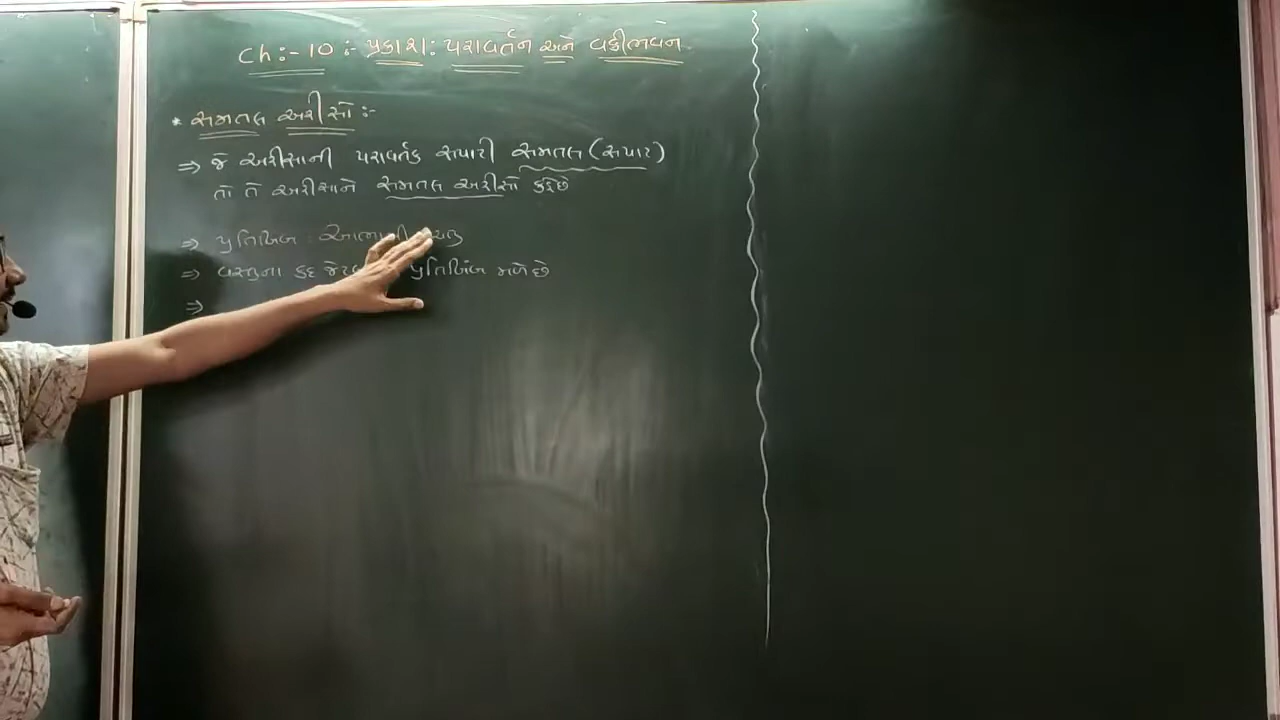 Ch :- 10 :- પ્રકાશ : પરાવર્તન અને વક્રીભવન
* સમતલ અરીસો :-
⇒ જે અરીસાની પરાવર્તક સપાટી સમતલ (સપાટ)
તો તે અરીસાને સમતલ અરીસો કહે છે
⇒ પ્રતિબિંબ : આભાસી
⇒ વસ્તુના કદ પ્રતિબિંબ મળે છે
⇒